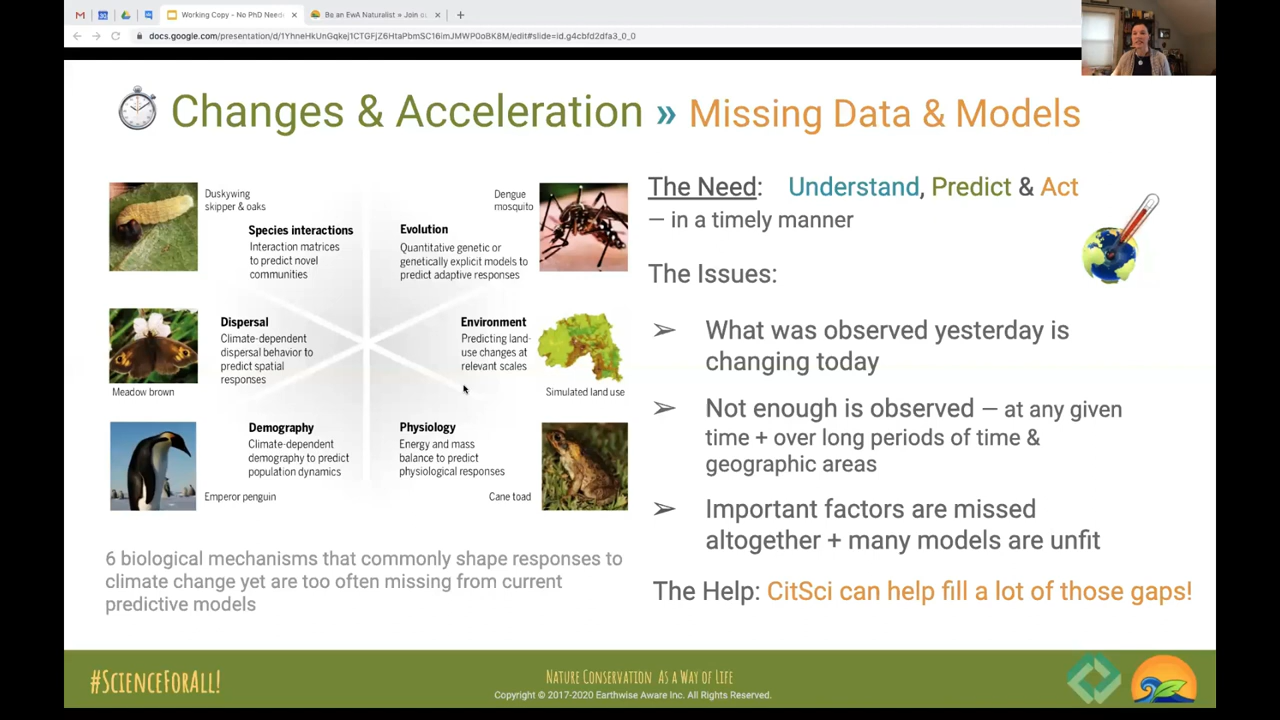 Working Copy - No PhD Need
Be an EwA Naturalist » Join ou
docs.google.com/presentation/d/1YhneHkUnGqkej1CTGFjZ6HtaPbmSC16imJMWP0oBK8M/edit#slide=id.g4cbfd2dfa3_0_0
Changes & Acceleration » Missing Data & Models
Duskywing
skipper & oaks
Species interactions
Interaction matrices
to predict novel
communities
Dengue
mosquito
Evolution
Quantitative genetic or
genetically explicit models to
predict adaptive responses
Dispersal
Climate-dependent
dispersal behavior to
predict spatial
responses
Meadow brown
Environment
Predicting land-
use changes at
relevant scales
Simulated land use
Demography
Climate-dependent
demography to predict
population dynamics
Emperor penguin
Physiology
Energy and mass
balance to predict
physiological responses
Cane toad
6 biological mechanisms that commonly shape responses to
climate change yet are too often missing from current
predictive models
The Need: Understand, Predict & Act
— in a timely manner
The Issues:
➢ What was observed yesterday is
changing today
➢ Not enough is observed — at any given
time + over long periods of time &
geographic areas
➢ Important factors are missed
altogether + many models are unfit
The Help: CitSci can help fill a lot of those gaps!
#ScienceForAll!
Nature Conservation As a Way of Life
Copyright © 2017-2020 Earthwise Aware Inc. All Rights Reserved.